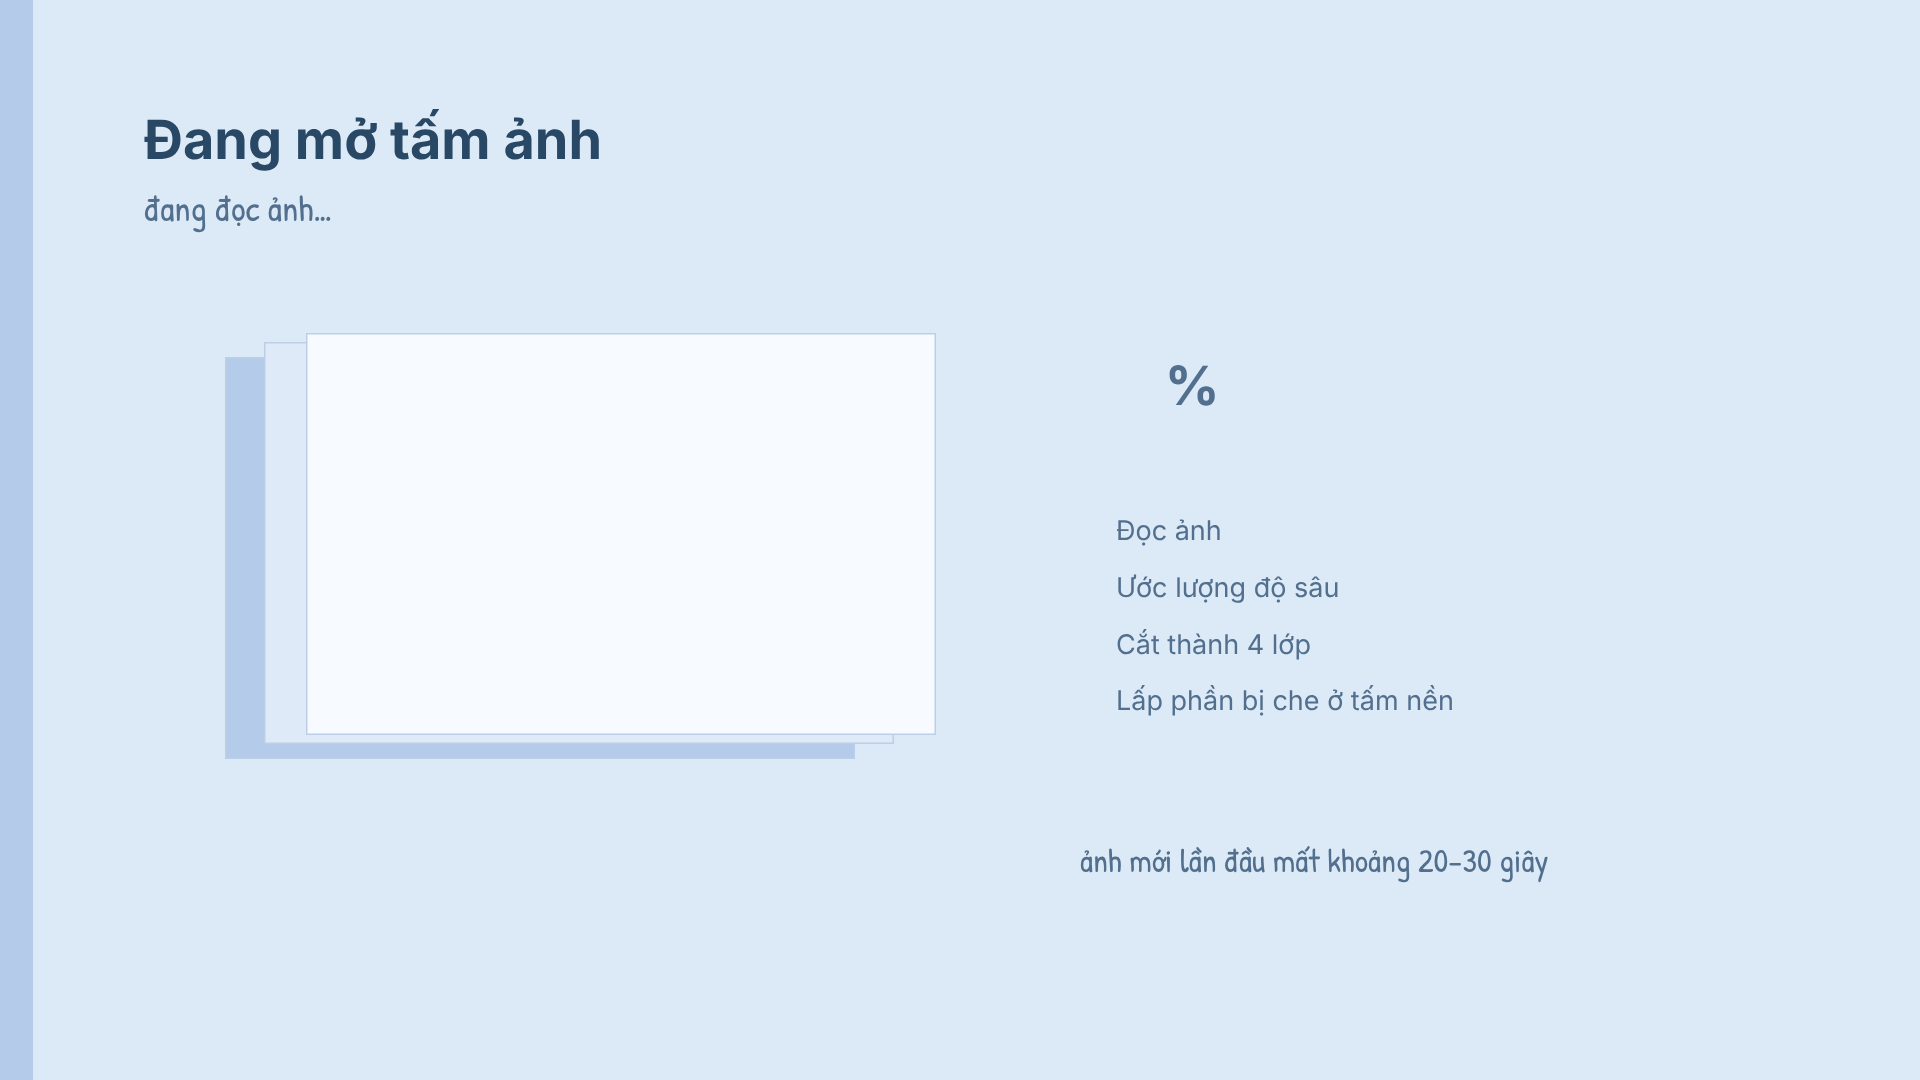 Đang mở tấm ảnh
đang đọc ảnh...
%
Đọc ảnh
Ước lượng độ sâu
Cắt thành 4 lớp
Lấp phần bị che ở tấm nền
ảnh mới lần đầu mất khoảng 20–30 giây